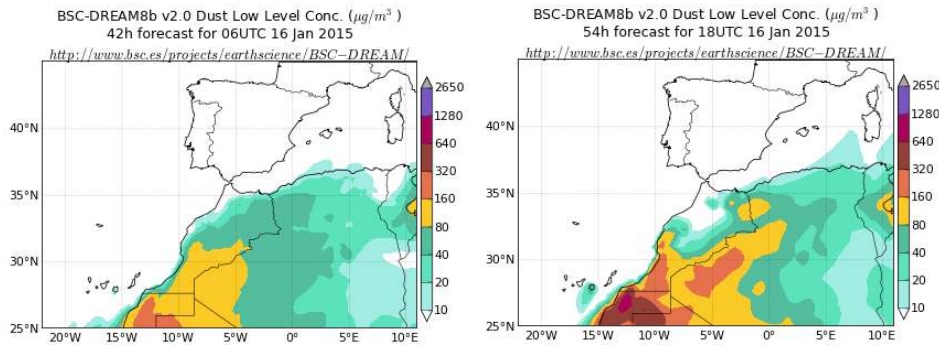 BSC-DREAM8b v2.0 Dust Low Level Conc. (μg/m³ )
42h forecast for 06UTC 16 Jan 2015
http://www.bsc.es/projects/earthscience/BSC-DREAM/
40°N
35°N
30°N
25°N
20°W 15°W 10°W 5°W 0°E 5°E 10°E
2650
1280
640
320
160
80
40
20
10
BSC-DREAM8b v2.0 Dust Low Level Conc. (μg/m³ )
54h forecast for 18UTC 16 Jan 2015
http://www.bsc.es/projects/earthscience/BSC-DREAM/
40°N
35°N
30°N
25°N
20°W 15°W 10°W 5°W 0°E 5°E 10°E
2650
1280
640
320
160
80
40
20
10